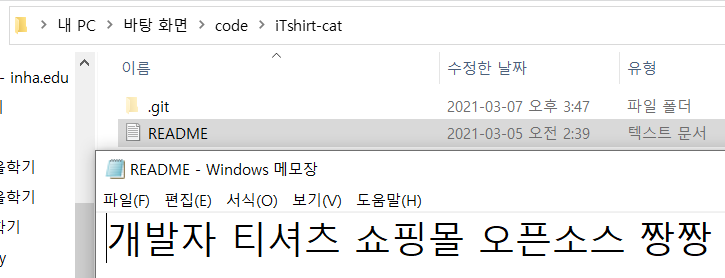 내 PC > 바탕 화면 > code > iTshirt-cat
이름 수정한 날짜 유형
- inha.edu
.git 2021-03-07 오후 3:47 파일 폴더
README 2021-03-05 오전 2:39 텍스트 문서
README - Windows 메모장
을학기
파일(F) 편집(E) 서식(O) 보기(V) 도움말(H)
을학기
개발자 티셔츠 쇼핑몰 오픈소스 짱짱
학기
y